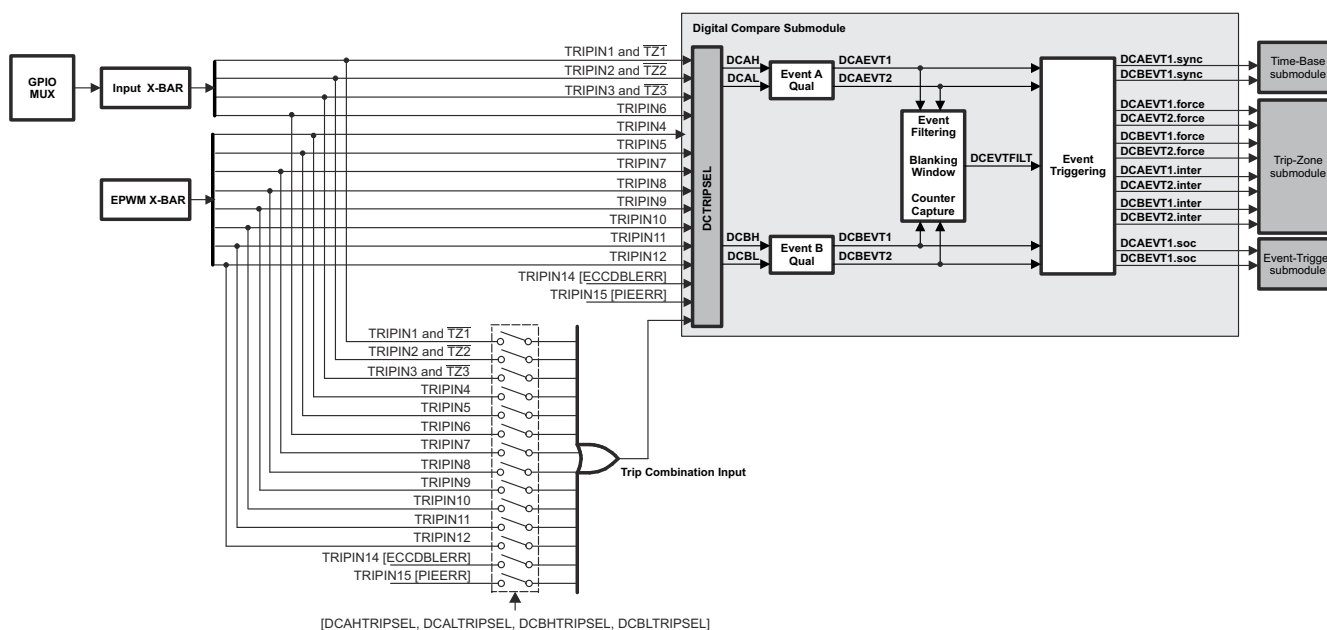 Digital Compare Submodule
GPIO
MUX
Input X-BAR
EPWM X-BAR
TRIPIN1 and TZ1
TRIPIN2 and TZ2
TRIPIN3 and TZ3
TRIPIN6
TRIPIN4
TRIPIN5
TRIPIN7
TRIPIN8
TRIPIN9
TRIPIN10
TRIPIN11
TRIPIN12
TRIPIN14 [ECCDBLERR]
TRIPIN15 [PIEERR]
DCTRIPSEL
DCAH
DCAL
Event A
Qual
DCAEVT1
DCAEVT2
Event
Filtering
Blanking
Window
Counter
Capture
DCEVTFILT
DCBH
DCBL
Event B
Qual
DCBEVT1
DCBEVT2
Event
Triggering
DCAEVT1.sync
DCBEVT1.sync
DCAEVT1.force
DCAEVT2.force
DCBEVT1.force
DCBEVT2.force
DCAEVT1.inter
DCAEVT2.inter
DCBEVT1.inter
DCBEVT2.inter
DCAEVT1.soc
DCBEVT1.soc
Time-Base
submodule
Trip-Zone
submodule
Event-Trigge
submodule
TRIPIN1 and TZ1
TRIPIN2 and TZ2
TRIPIN3 and TZ3
TRIPIN4
TRIPIN5
TRIPIN6
TRIPIN7
TRIPIN8
TRIPIN9
TRIPIN10
TRIPIN11
TRIPIN12
TRIPIN14 [ECCDBLERR]
TRIPIN15 [PIEERR]
Trip Combination Input
[DCAHTRIPSEL, DCALTRIPSEL, DCBHTRIPSEL, DCBLTRIPSEL]